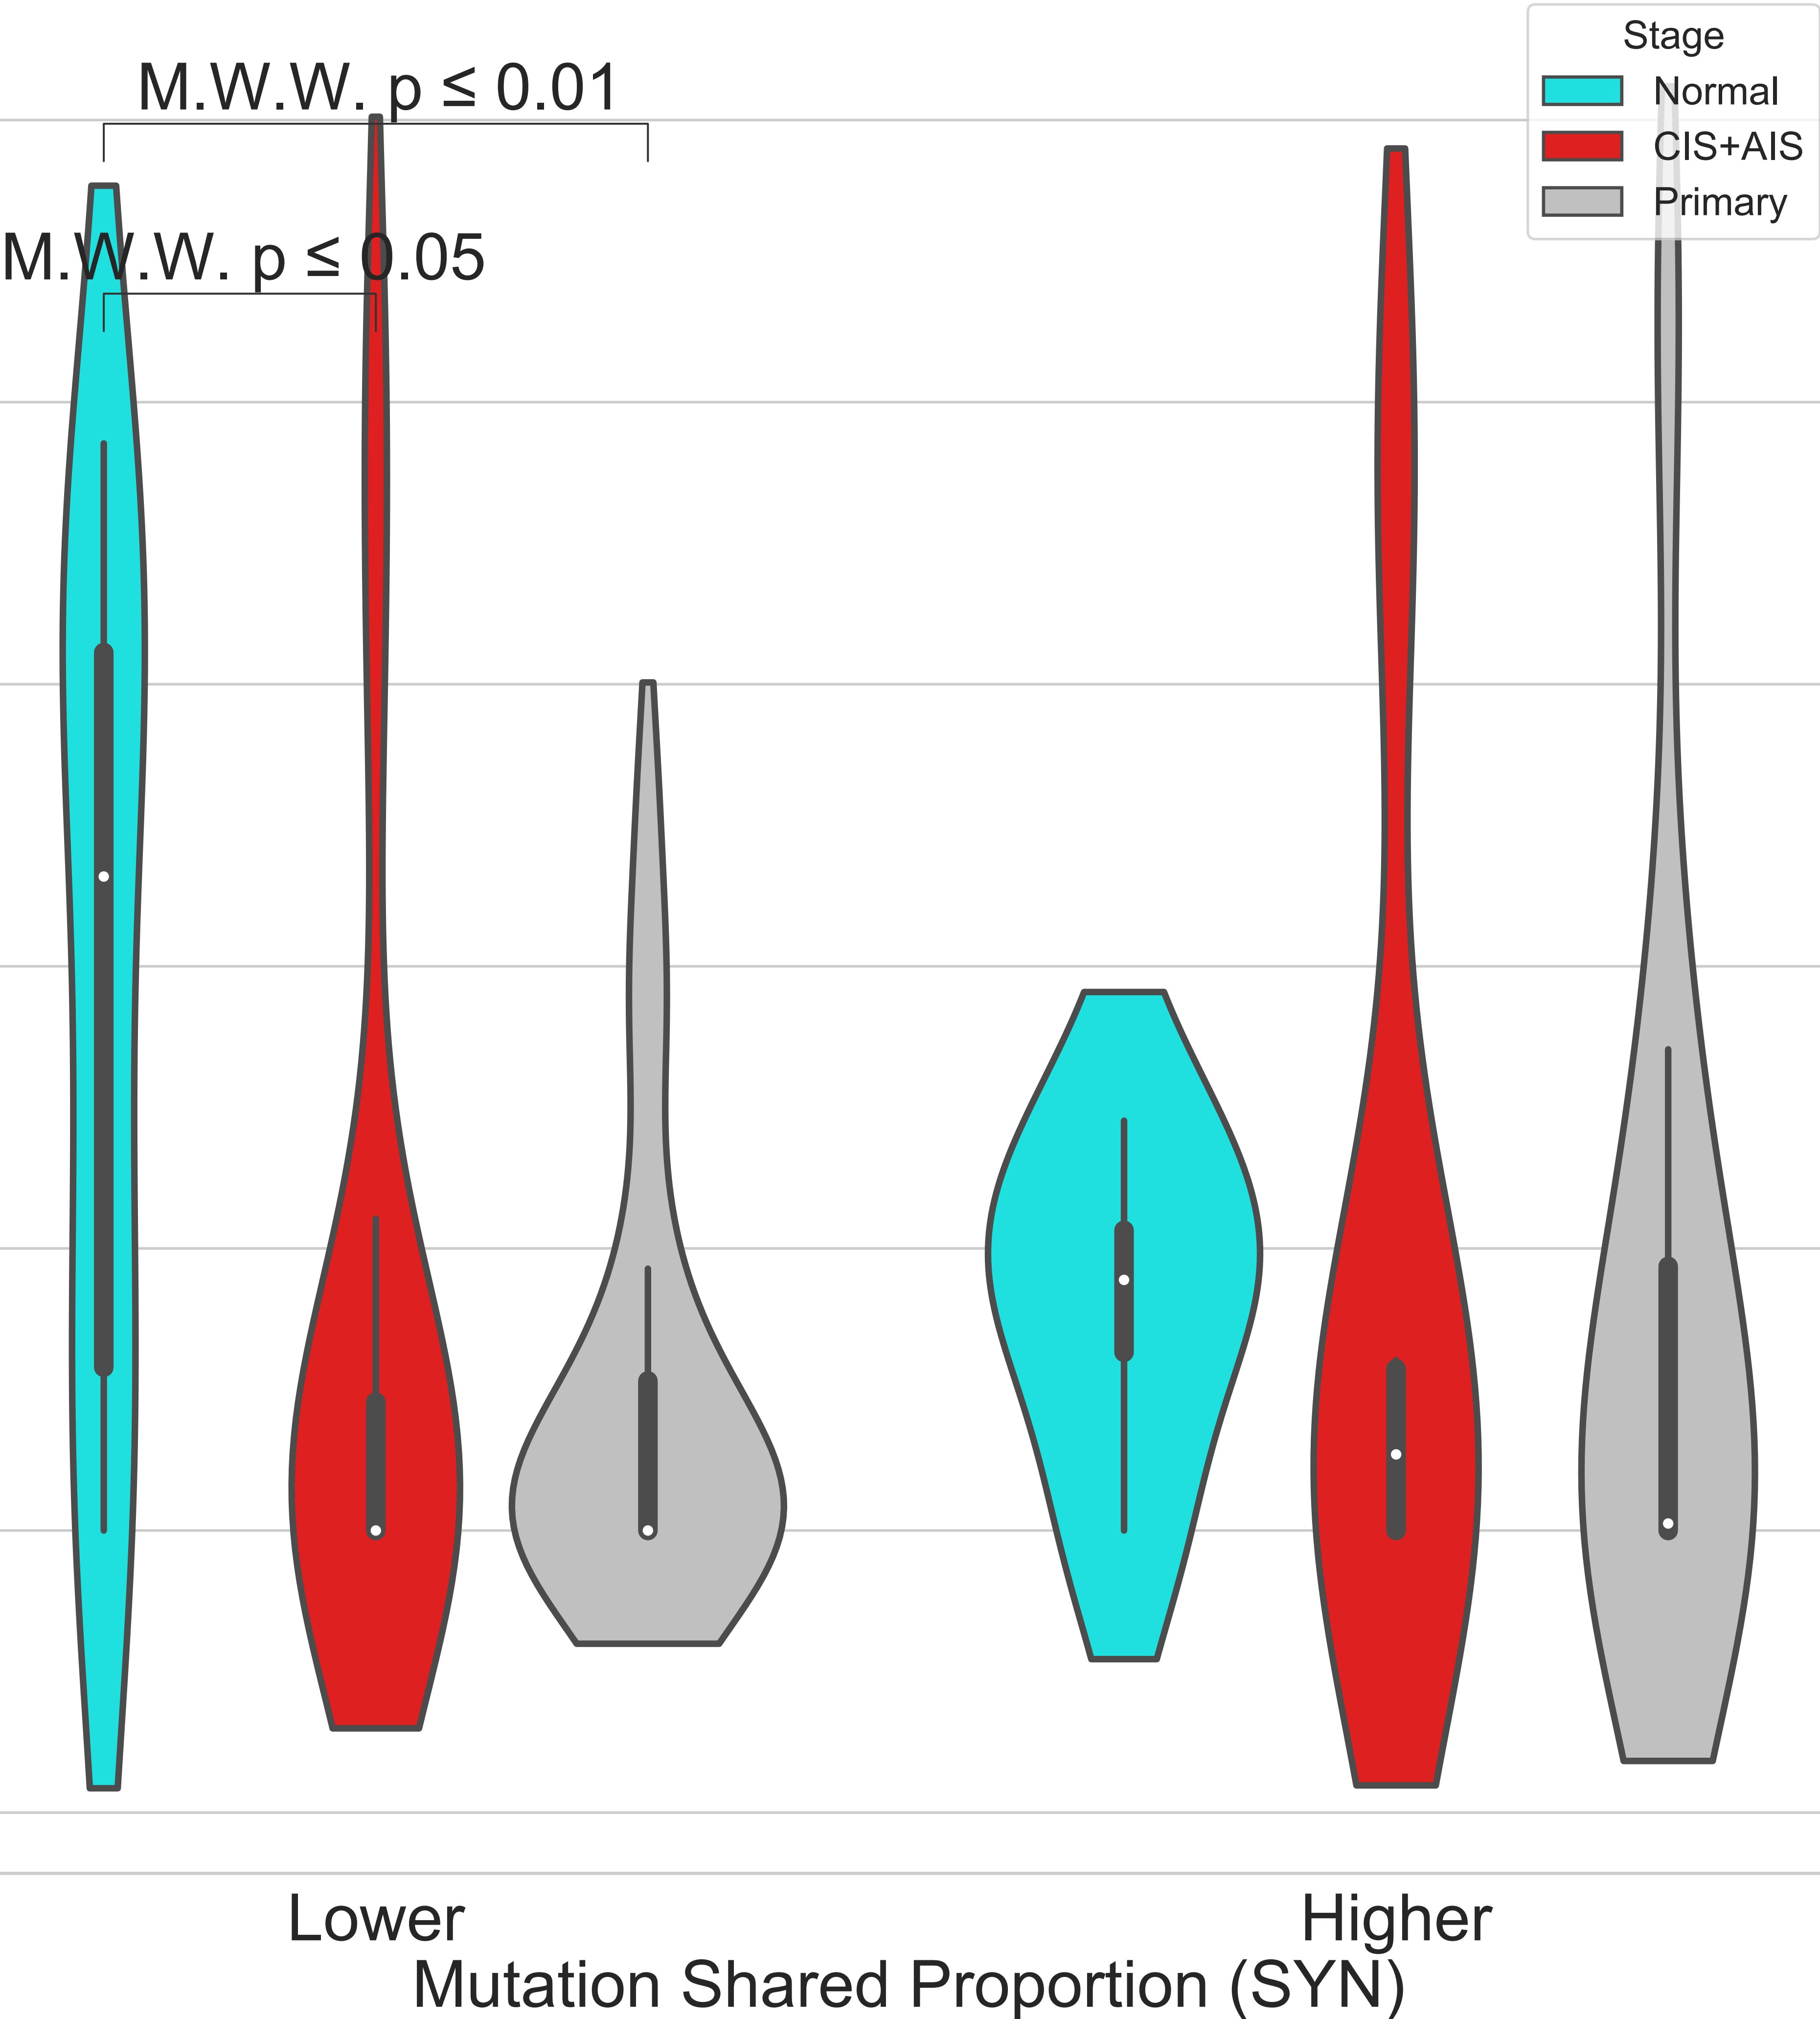 Stage
Normal
CIS+AIS
Primary
M.W.W. p ≤ 0.01
M.W.W. p ≤ 0.05
Lower
Higher
Mutation Shared Proportion (SYN)